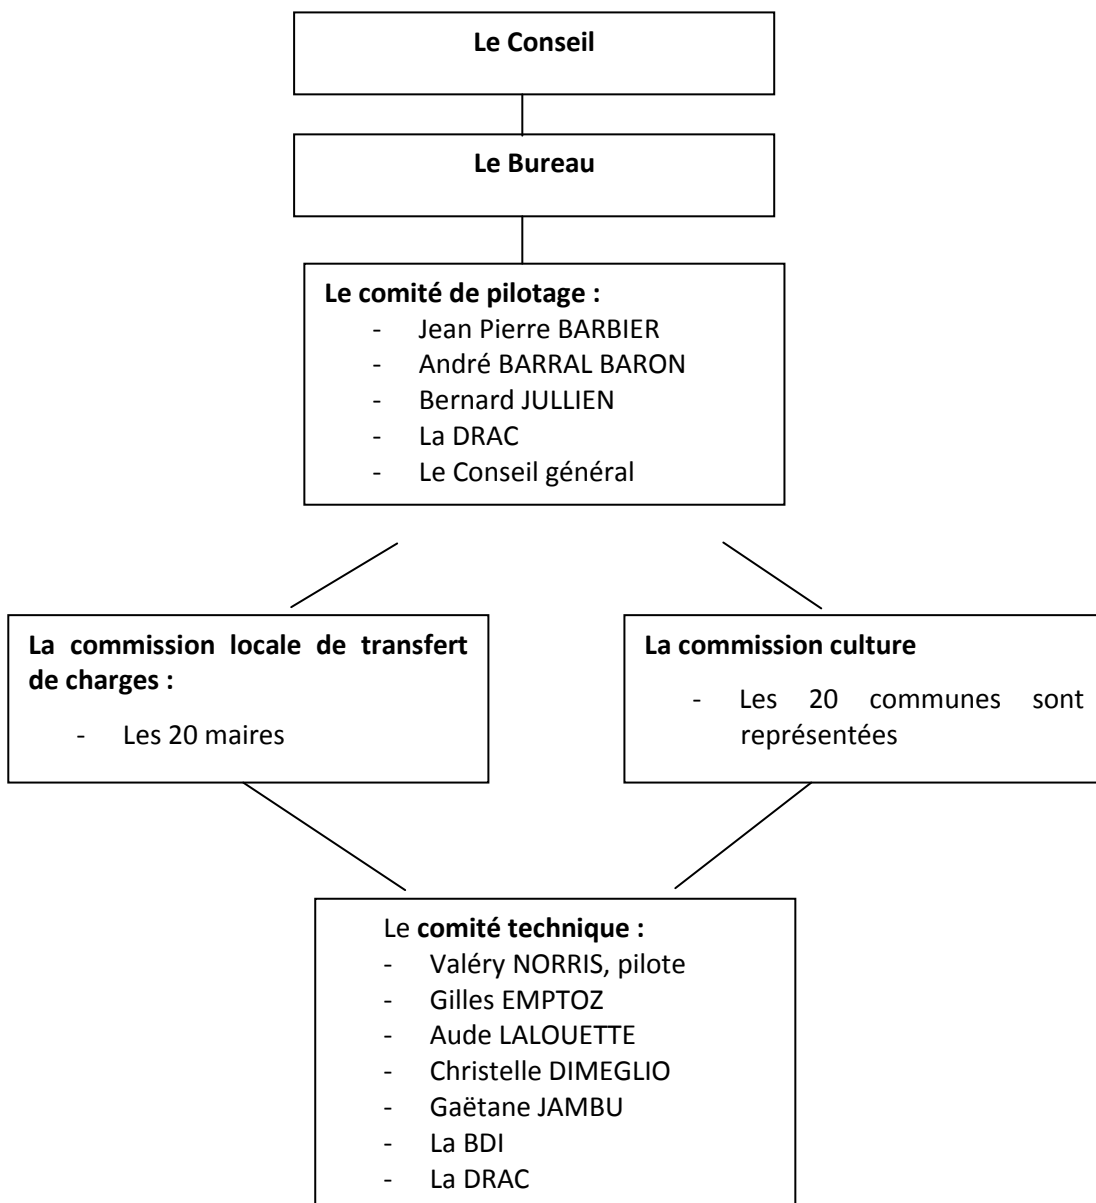 Le Conseil
Le Bureau
Le comité de pilotage :
- Jean Pierre BARBIER
- André BARRAL BARON
- Bernard JULLIEN
- La DRAC
- Le Conseil général
La commission locale de transfert
de charges :
- Les 20 maires
La commission culture
- Les 20 communes sont
représentées
Le comité technique :
- Valéry NORRIS, pilote
- Gilles EMPTOZ
- Aude LALOUETTE
- Christelle DIMEGLIO
- Gaëtane JAMBU
- La BDI
- La DRAC